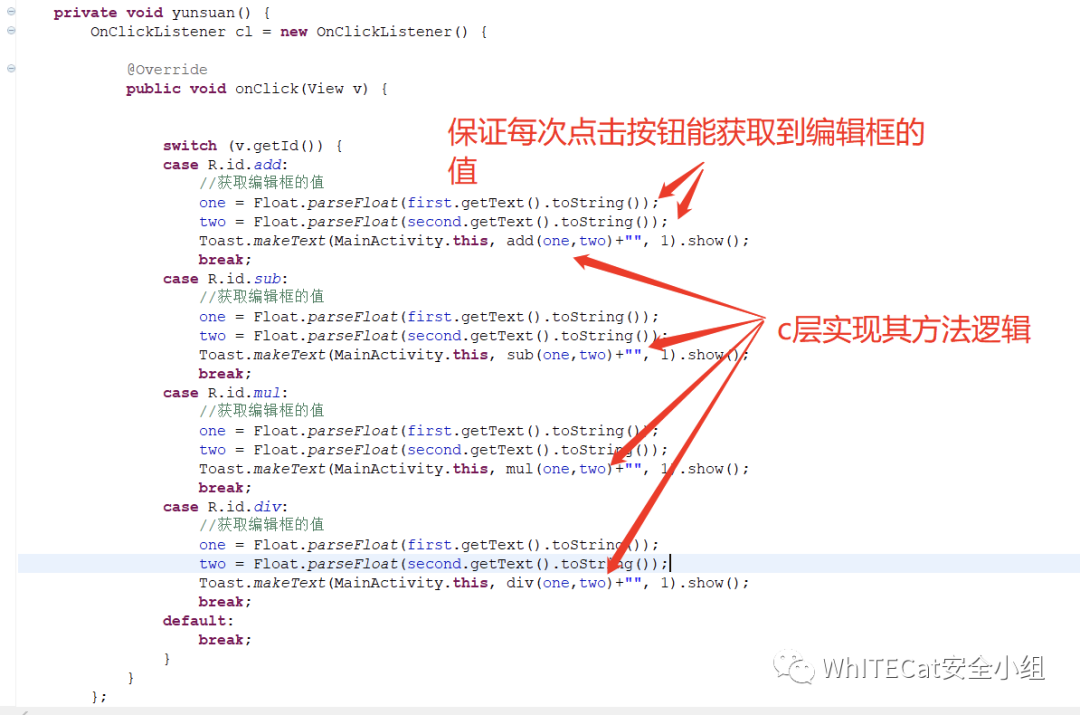 private void yunsuan() {
OnClickListener cl = new OnClickListener() {
@Override
public void onClick(View v) {
保证每次点击按钮能获取到编辑框的
值
switch (v.getId()) {
case R.id.add:
//获取编辑框的值
one = Float.parseFloat(first.getText().toString());
two = Float.parseFloat(second.getText().toString());
Toast.makeText(MainActivity.this, add(one,two)+"", 1).show();
break;
case R.id.sub:
//获取编辑框的值
one = Float.parseFloat(first.getText().toString());
two = Float.parseFloat(second.getText().toString());
Toast.makeText(MainActivity.this, sub(one,two)+"", 1).show();
break;
c层实现其方法逻辑
case R.id.mul:
//获取编辑框的值
one = Float.parseFloat(first.getText().toString());
two = Float.parseFloat(second.getText().toString());
Toast.makeText(MainActivity.this, mul(one,two)+"", 1).show();
break;
case R.id.div:
//获取编辑框的值
one = Float.parseFloat(first.getText().toString());
two = Float.parseFloat(second.getText().toString());
Toast.makeText(MainActivity.this, div(one,two)+"", 1).show();
break;
default:
break;
}
}
};
WhITECat安全小组